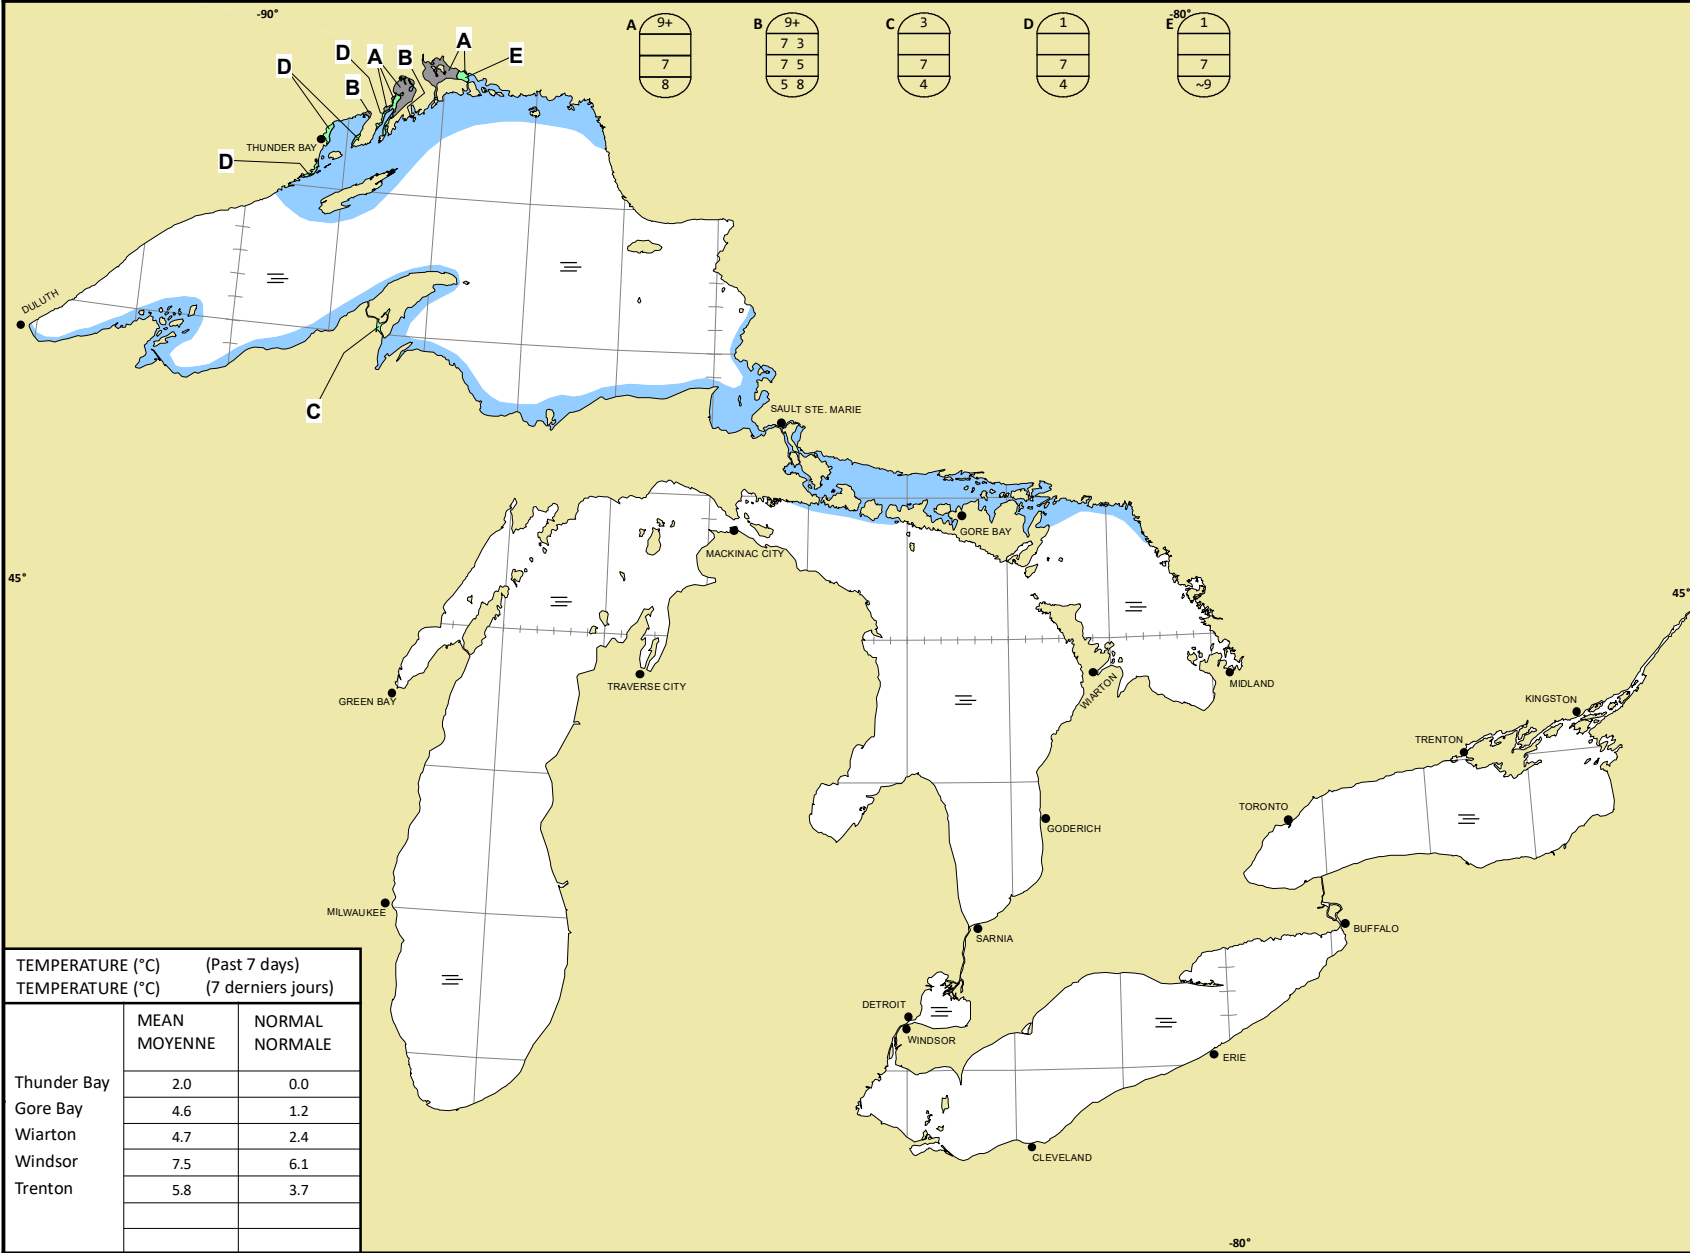 -90°
-80°
A
9+
7
8
B
9+
7 3
7 5
5 8
C
3
7
4
D
1
7
4
E
1
7
~9
A
D
A
B
E
D
B
THUNDER BAY
D
DULUTH
C
SAULT STE. MARIE
GORE BAY
MACKINAC CITY
45°
45°
GREEN BAY
TRAVERSE CITY
WIARTON
MIDLAND
KINGSTON
TRENTON
TORONTO
GODERICH
MILWAUKEE
SARNIA
BUFFALO
DETROIT
WINDSOR
ERIE
CLEVELAND
-80°
TEMPERATURE (°C) (Past 7 days)
TEMPERATURE (°C) (7 derniers jours)
MEAN NORMAL
MOYENNE NORMALE
Thunder Bay 2.0 0.0
Gore Bay 4.6 1.2
Wiarton 4.7 2.4
Windsor 7.5 6.1
Trenton 5.8 3.7